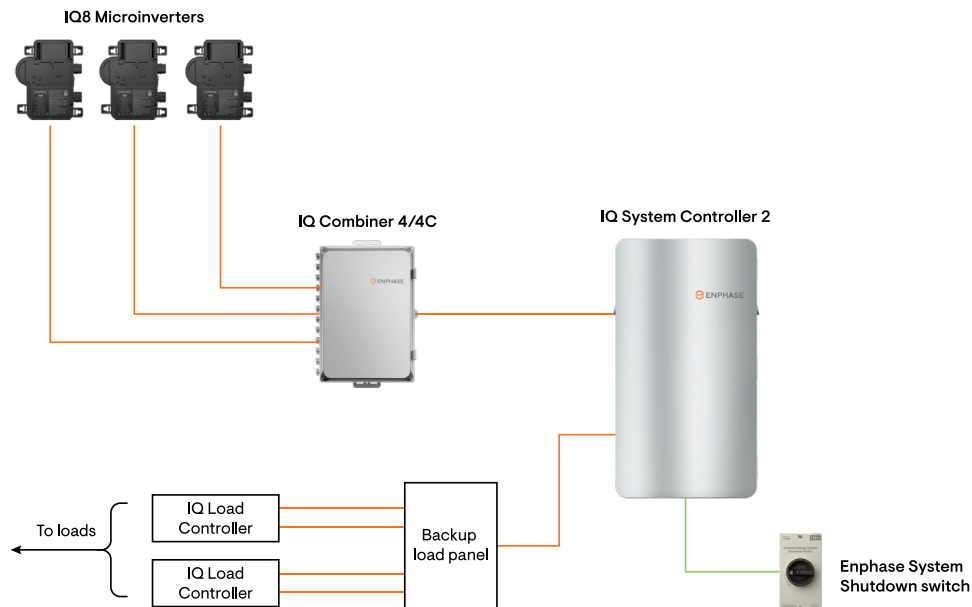 IQ8 Microinverters
IQ Combiner 4/4C
IQ System Controller 2
ENPHASE
ENPHASE
IQ Load
Controller
To loads
Backup
load panel
IQ Load
Controller
Enphase System
Shutdown switch